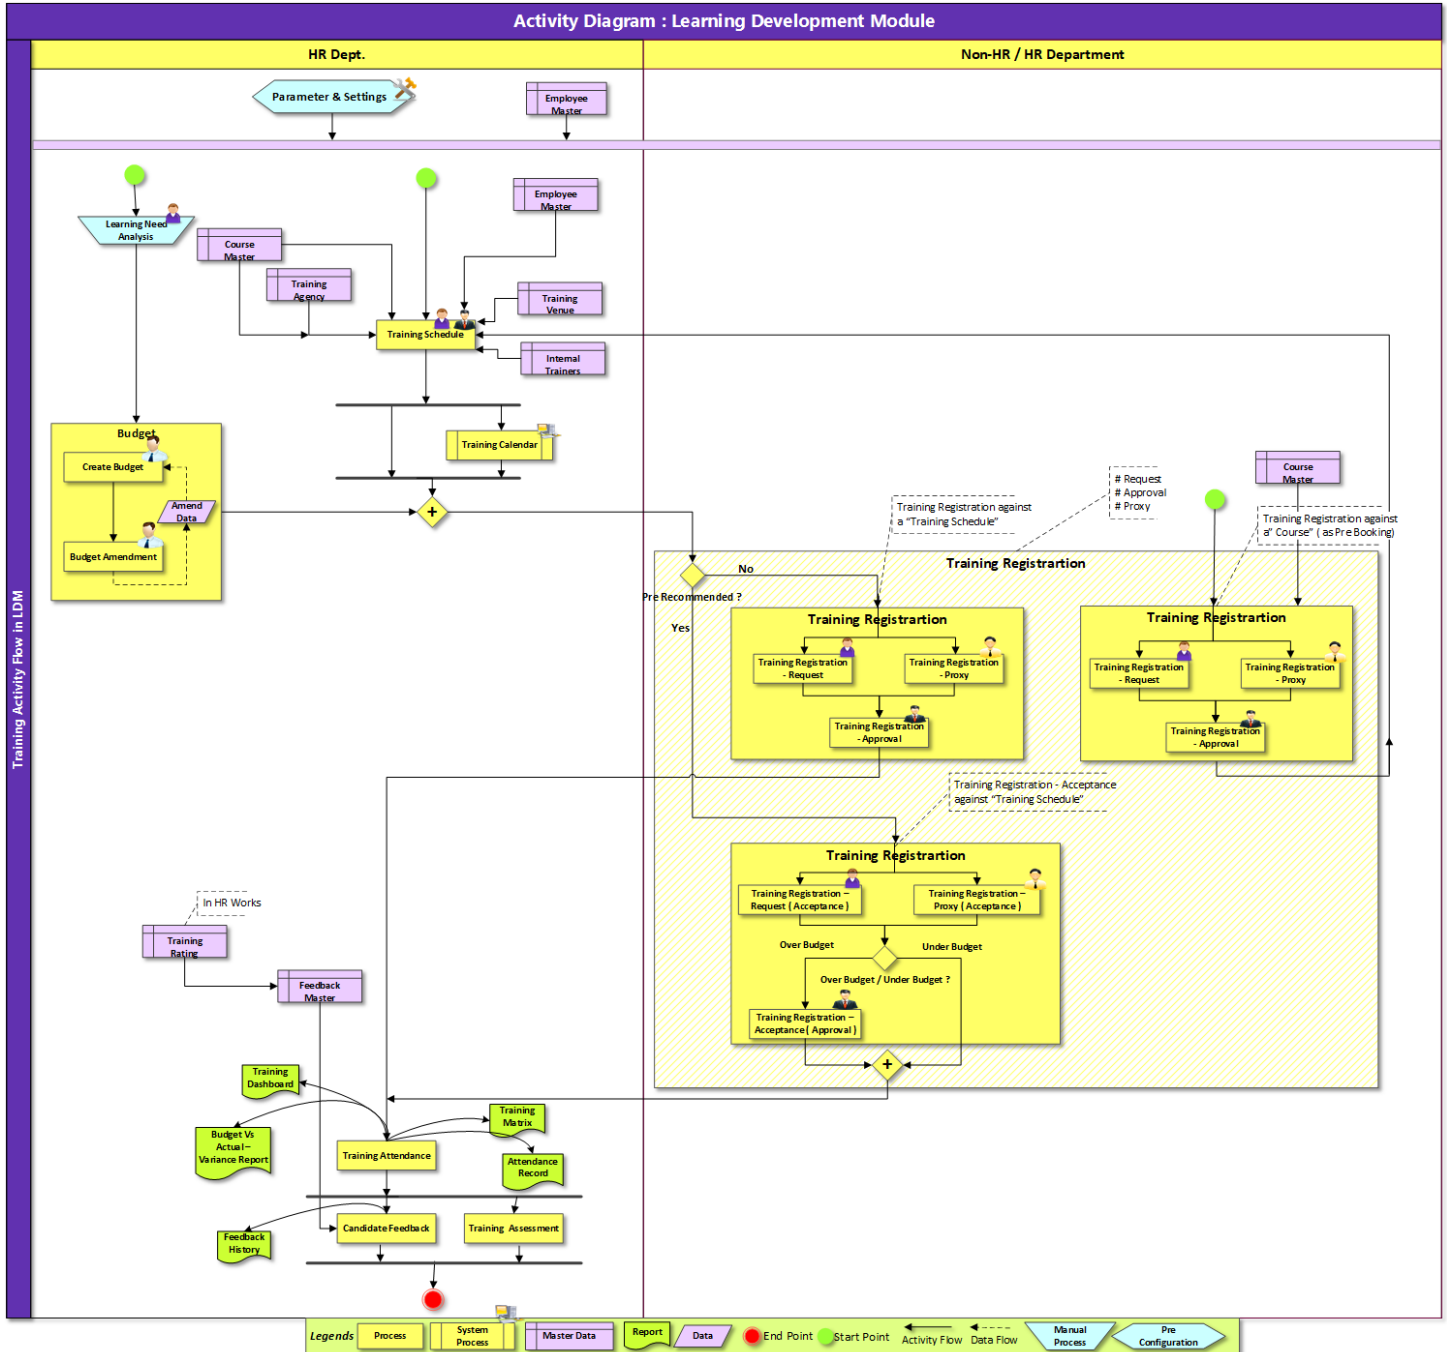 Activity Diagram : Learning Development Module
HR Dept.
Non-HR / HR Department
Training Activity Flow in LDM
Parameter & Settings
Employee
Master
Employee
Master
Learning Need
Analysis
Course
Master
Training
Agency
Training
Venue
Training Schedule
Internal
Trainers
Budget
Create Budget
Amend
Data
Budget Amendment
Training Calendar
+
Training Registration against
a "Training Schedule"
# Request
# Approval
# Proxy
Course
Master
Training Registration against
a" Course" ( as Pre Booking)
Training Registrartion
No
Pre Recommended ?
Yes
Training Registrartion
Training Registration
- Request
Training Registration
- Proxy
Training Registration
- Approval
Training Registrartion
Training Registration
- Request
Training Registration
- Proxy
Training Registration
- Approval
Training Registration - Acceptance
against "Training Schedule"
Training Registrartion
Training Registration –
Request ( Acceptance )
Training Registration –
Proxy ( Acceptance )
Over Budget
Under Budget
Over Budget / Under Budget ?
Training Registration –
Acceptance ( Approval )
+
In HR Works
Training
Rating
Feedback
Master
Training
Dashboard
Training
Matrix
Budget Vs
Actual –
Variance Report
Training Attendance
Attendance
Record
Candidate Feedback
Training Assessment
Feedback
History
Legends
Process
System
Process
Master Data
Report
Data
End Point
Start Point
Activity Flow
Data Flow
Manual
Process
Pre
Configuration